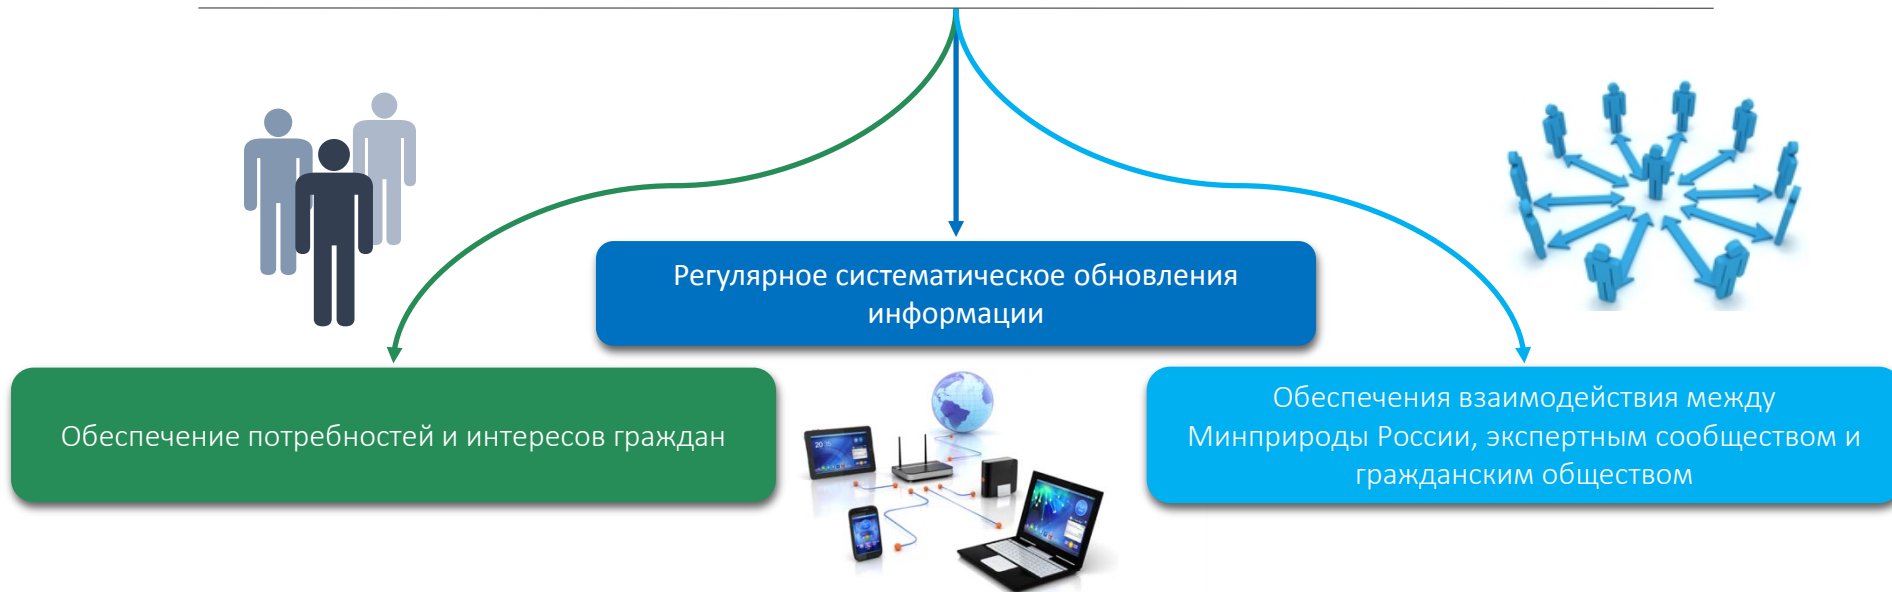 Регулярное систематическое обновления
информации
Обеспечение потребностей и интересов граждан
Обеспечения взаимодействия между
Минприроды России, экспертным сообществом и
гражданским обществом